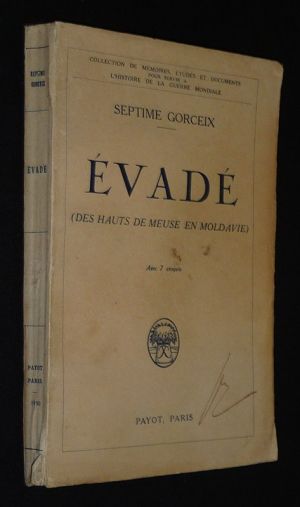 COLLECTION DE MÉMOIRES, ÉTUDES ET DOCUMENTS
POUR SERVIR A
L'HISTOIRE DE LA GUERRE MONDIALE
SEPTIME GORCEIX
ÉVADÉ
(DES HAUTS DE MEUSE EN MOLDAVIE)
Avec 7 croquis
PAYOT, PARIS
SEPTIME
GORCEIX
ÉVADÉ
PAYOT
PARIS
1930